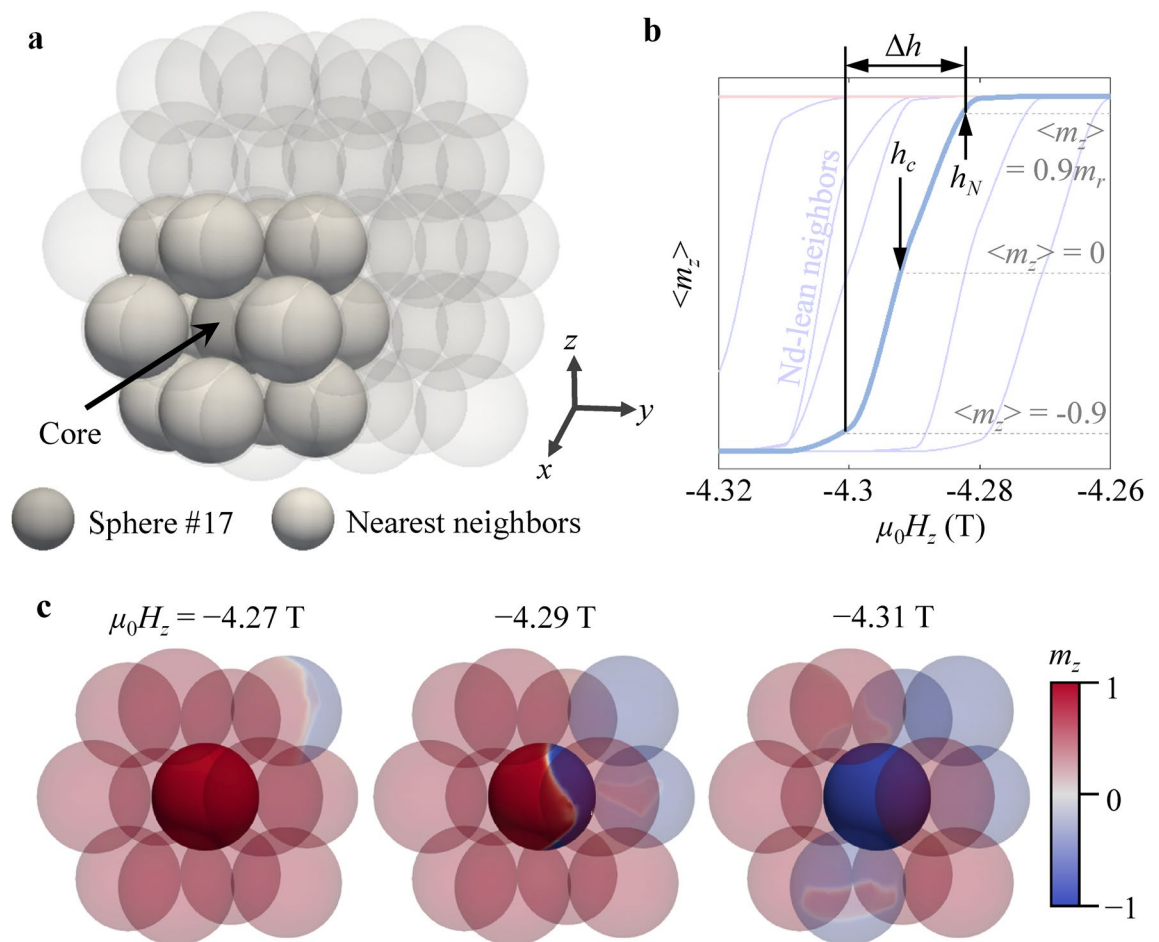 a
Core
z
y
x
Sphere #17
Nearest neighbors
b
Δh
<m_z>
= 0.9m_r
h_c
h_N
Nd-lean neighbors
<m_z> = 0
<m_z>
<m_z> = -0.9
-4.32
-4.3
-4.28
-4.26
μ₀H_z (T)
c
μ₀H_z = −4.27 T
−4.29 T
−4.31 T
m_z
1
0
−1